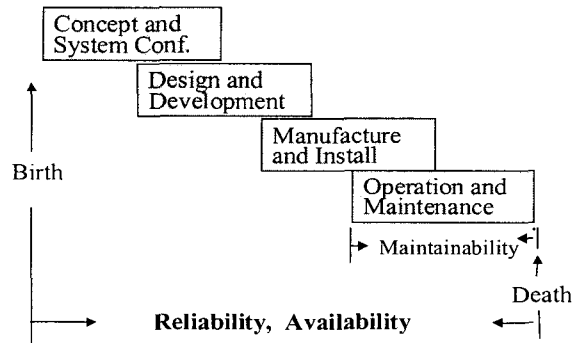 Concept and
System Conf.
Design and
Development
Manufacture
and Install
Birth
Operation and
Maintenance
Maintainability
Death
Reliability, Availability